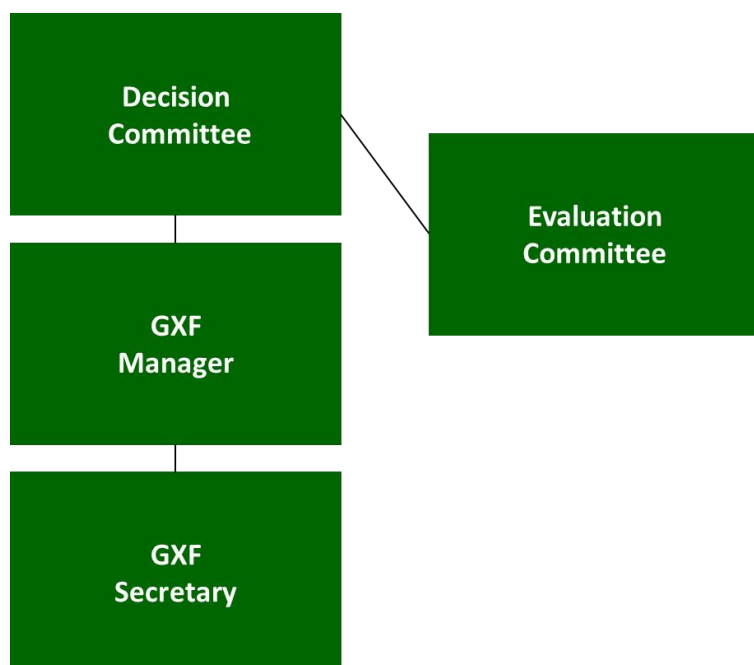 Decision
Committee
Evaluation
Committee
GXF
Manager
GXF
Secretary